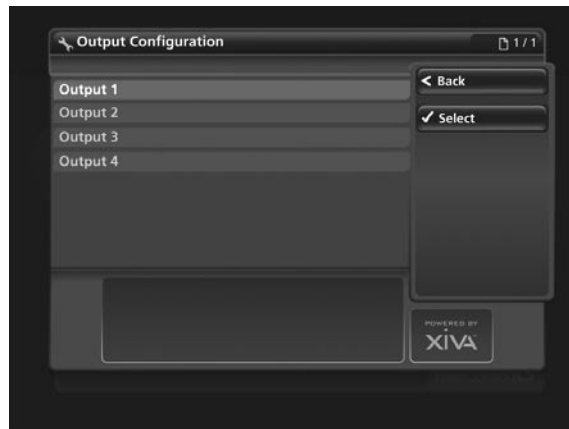 Output Configuration
1 / 1
Output 1
Output 2
Output 3
Output 4
< Back
✓ Select
POWERED BY
XiVA